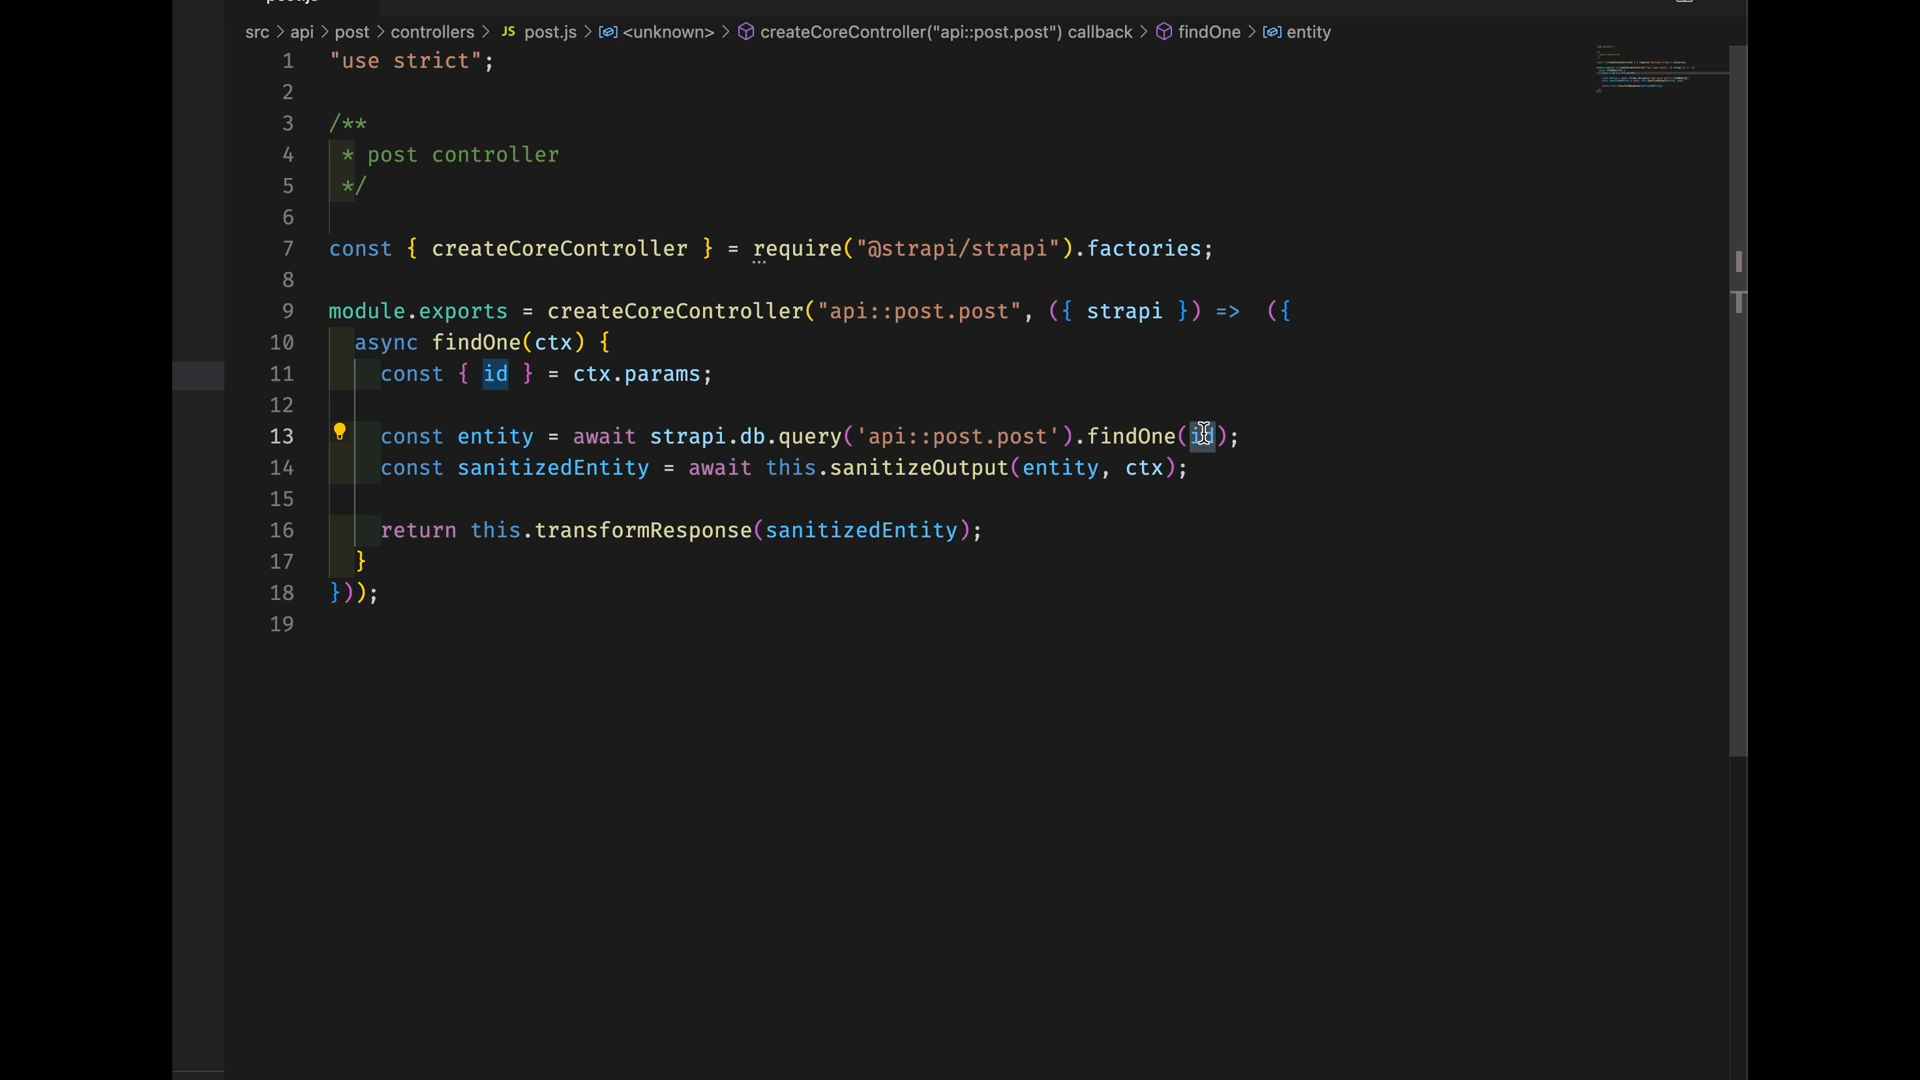 src > api > post > controllers > JS post.js > <unknown> > createCoreController("api::post.post") callback > findOne > entity
1 "use strict";
2
3 /**
4 * post controller
5 */
6
7 const { createCoreController } = require("@strapi/strapi").factories;
8
9 module.exports = createCoreController("api::post.post", ({ strapi }) => ({
10 async findOne(ctx) {
11 const { id } = ctx.params;
12
13 const entity = await strapi.db.query('api::post.post').findOne(id);
14 const sanitizedEntity = await this.sanitizeOutput(entity, ctx);
15
16 return this.transformResponse(sanitizedEntity);
17 }
18 }));
19